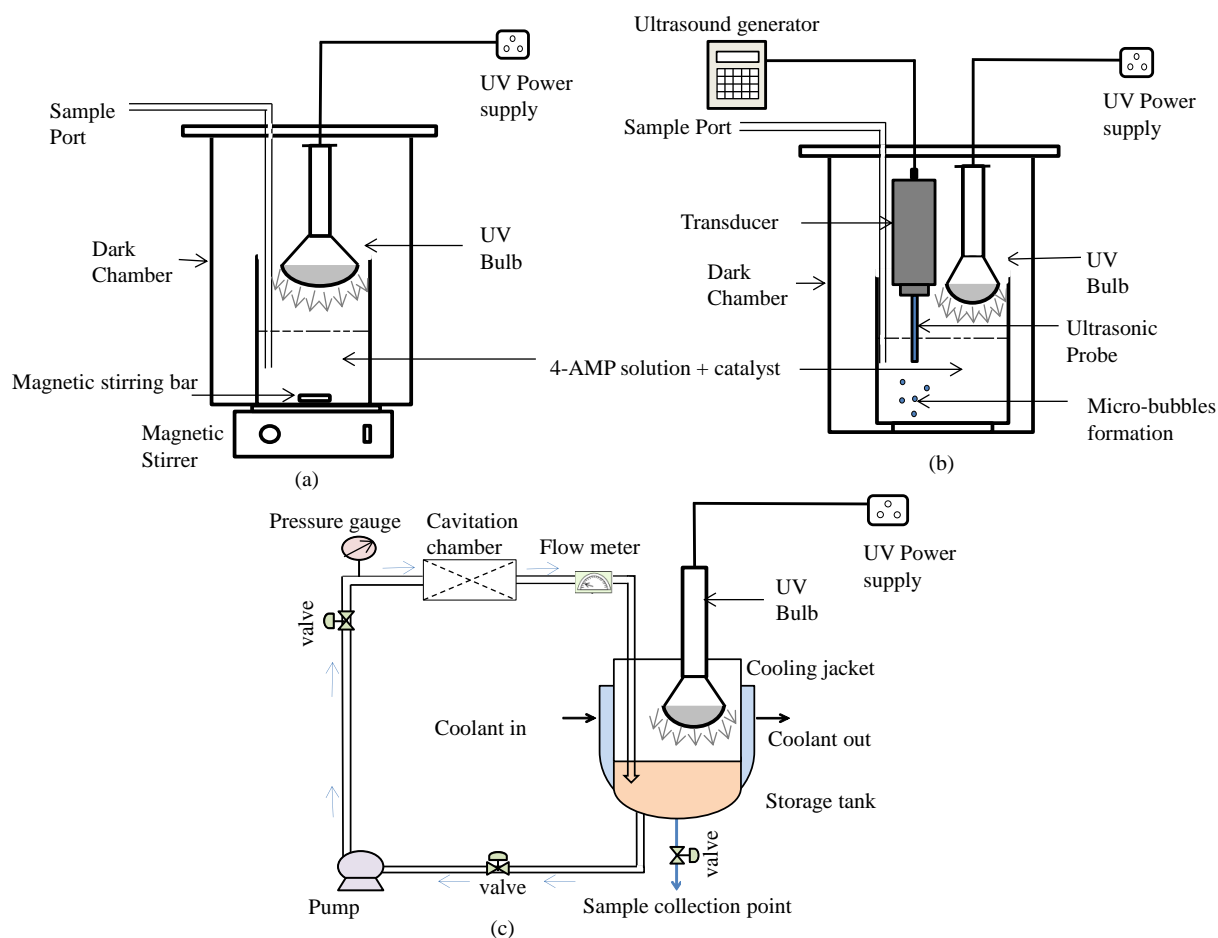 UV Power
supply
Sample
Port
Dark
Chamber
UV
Bulb
Magnetic stirring bar
Magnetic
Stirrer
(a)
Ultrasound generator
UV Power
supply
Sample Port
Transducer
Dark
Chamber
UV
Bulb
Ultrasonic
Probe
4-AMP solution + catalyst
Micro-bubbles
formation
(b)
Pressure gauge
Cavitation
chamber
Flow meter
UV Power
supply
valve
UV
Bulb
Cooling jacket
Coolant in
Coolant out
Storage tank
valve
valve
Pump
Sample collection point
(c)